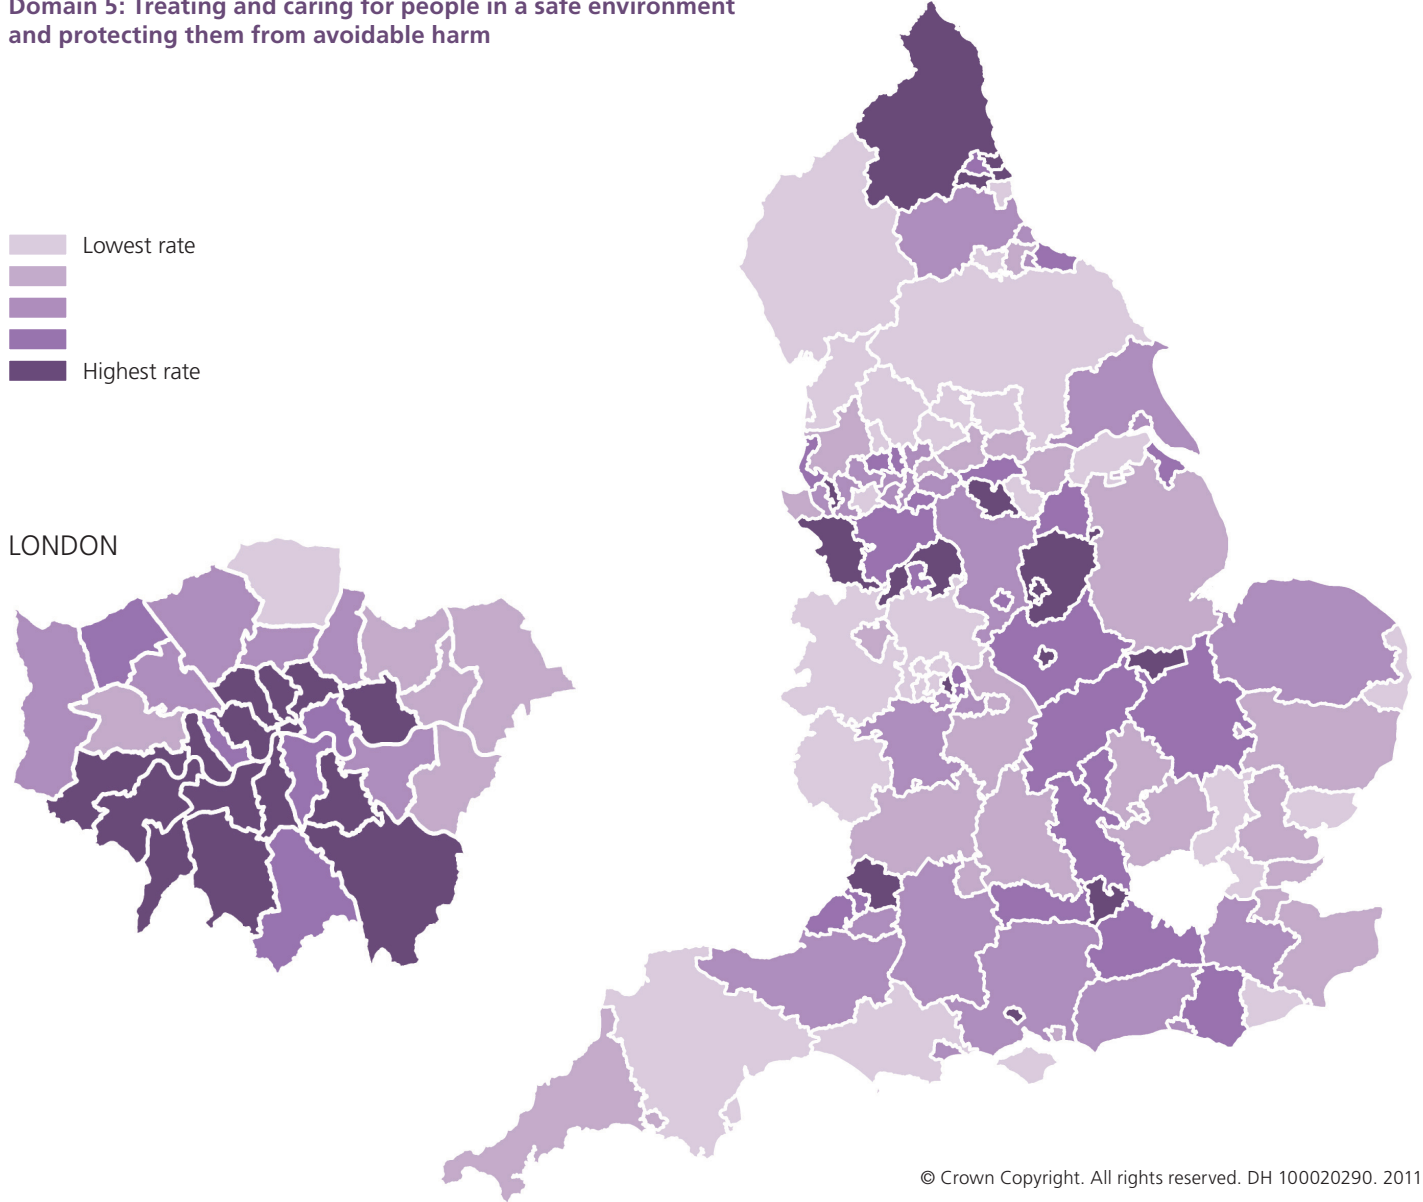 Domain 5: Treating and caring for people in a safe environment
and protecting them from avoidable harm
Lowest rate
Highest rate
LONDON
© Crown Copyright. All rights reserved. DH 100020290. 2011